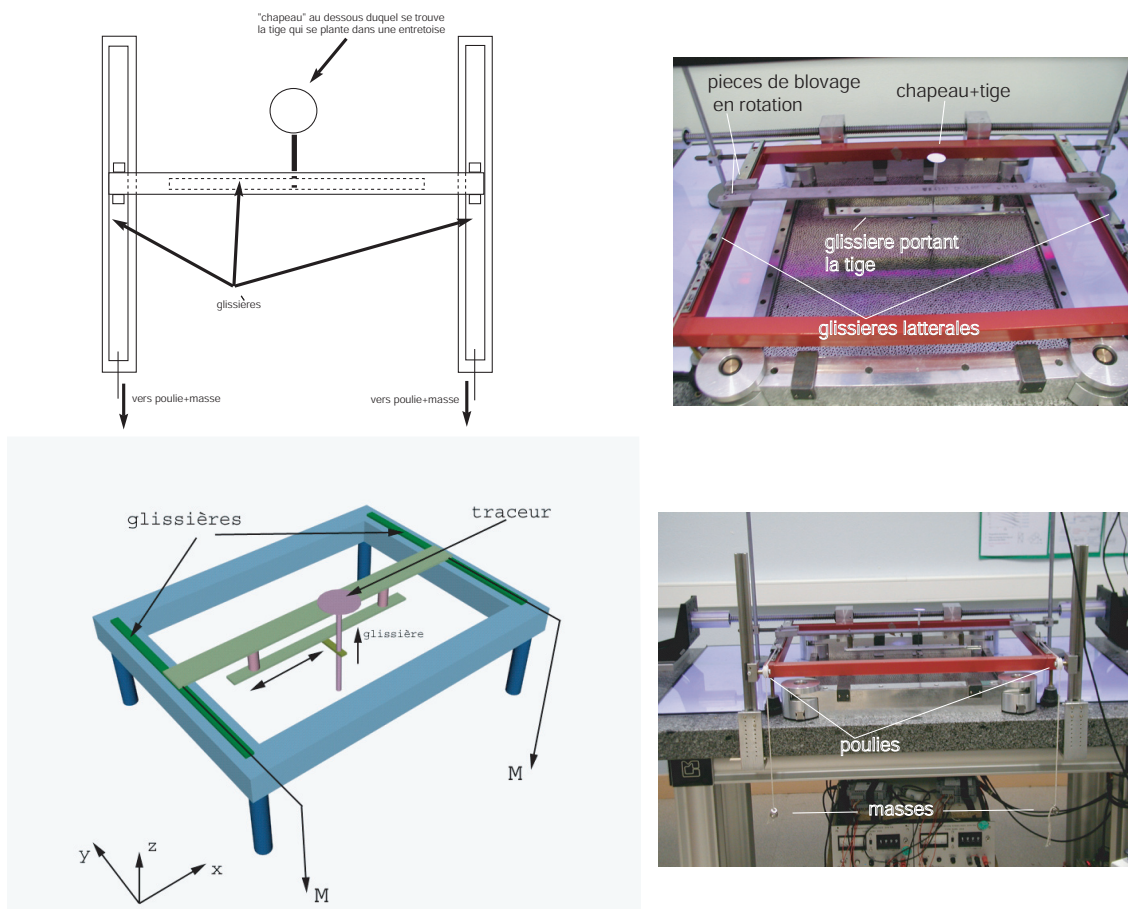 "chapeau" au dessous duquel se trouve
la tige qui se plante dans une entretoise
glissières
vers poulie+masse
vers poulie+masse
pieces de blovage
en rotation
chapeau+tige
glissiere portant
la tige
glissieres latterales
glissières
traceur
glissière
M
M
y
z
x
poulies
masses